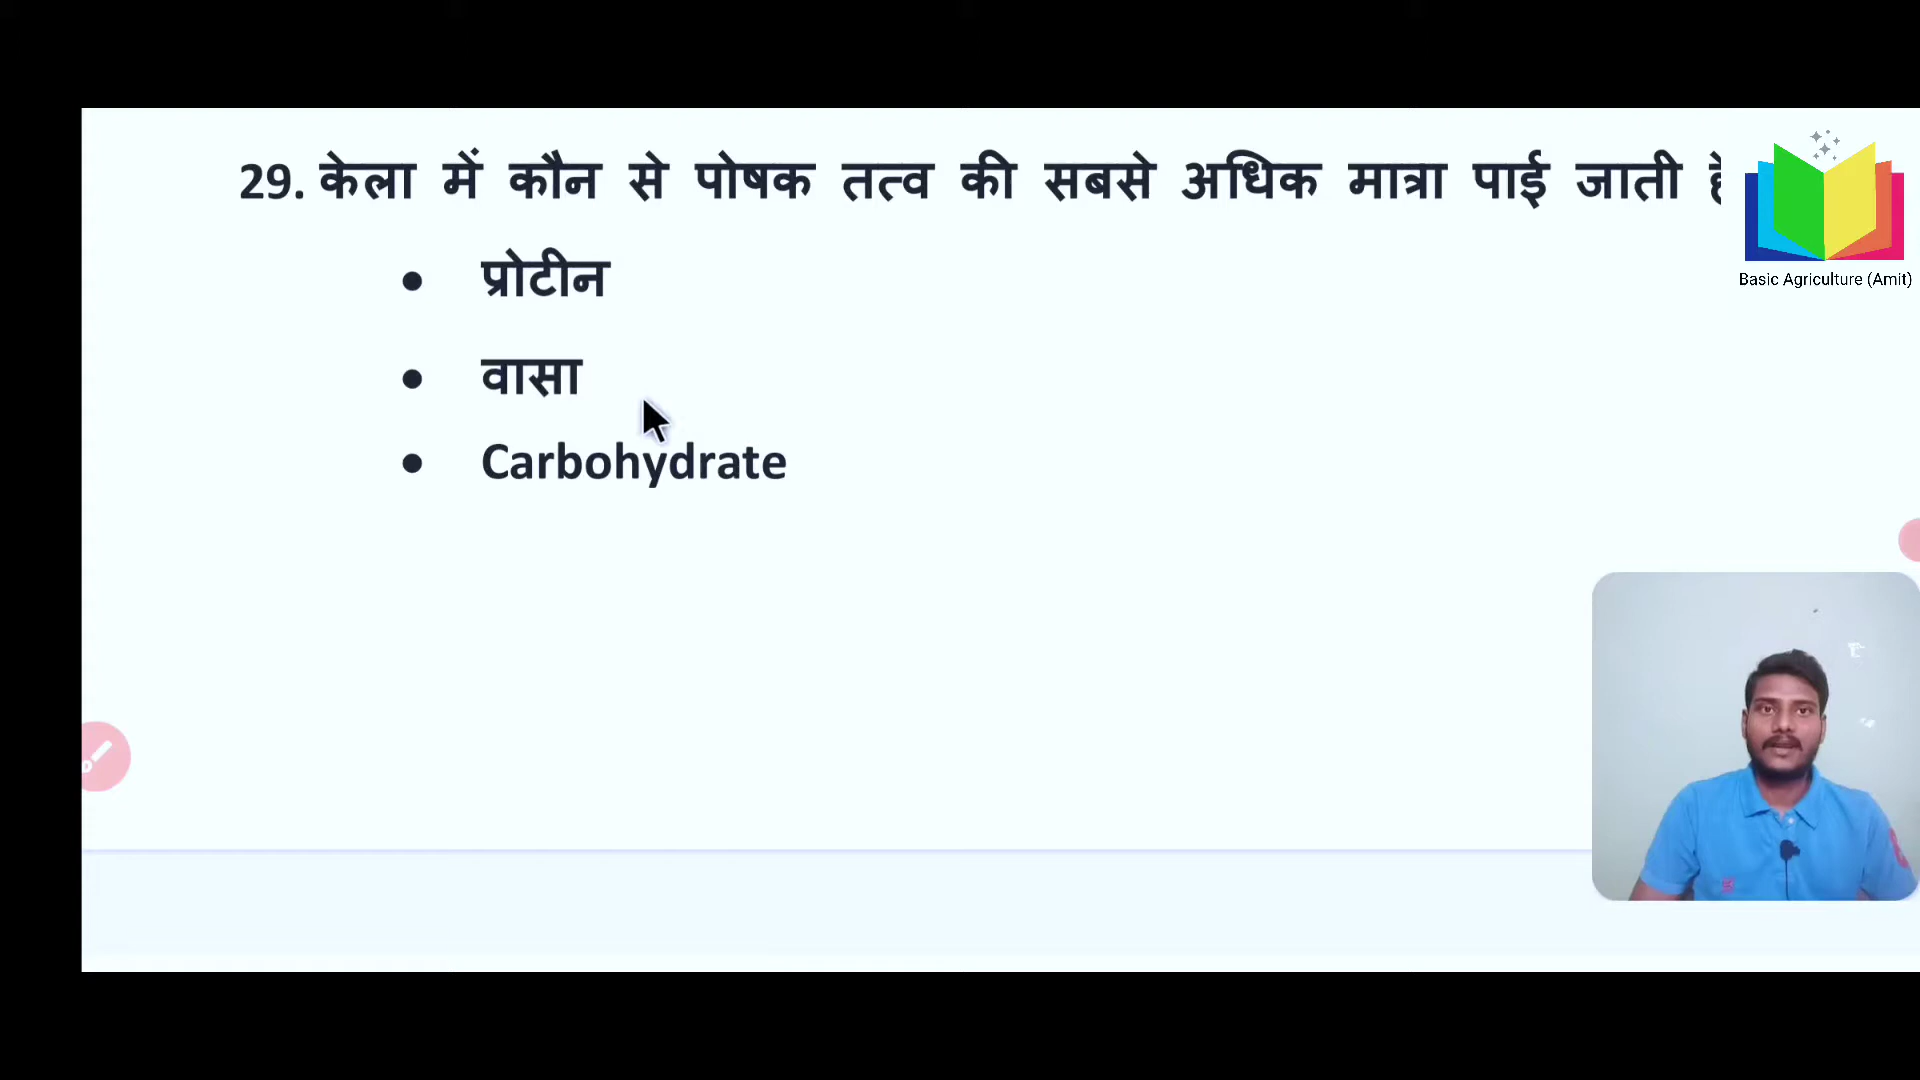 29. केला में कौन से पोषक तत्व की सबसे अधिक मात्रा पाई जाती
Basic Agriculture (Amit)
• प्रोटीन
• वासा
• Carbohydrate